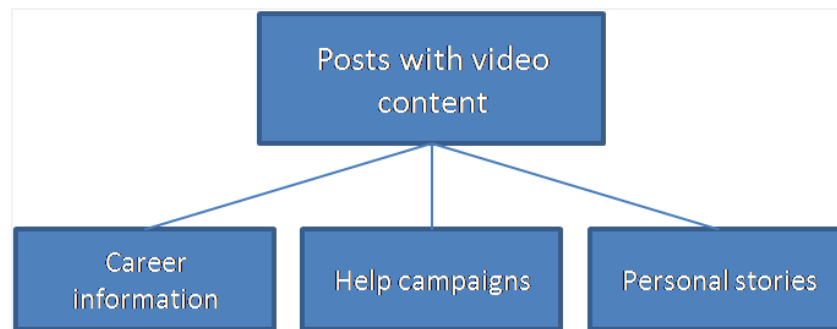 Posts with video
content
Career
information
Help campaigns
Personal stories